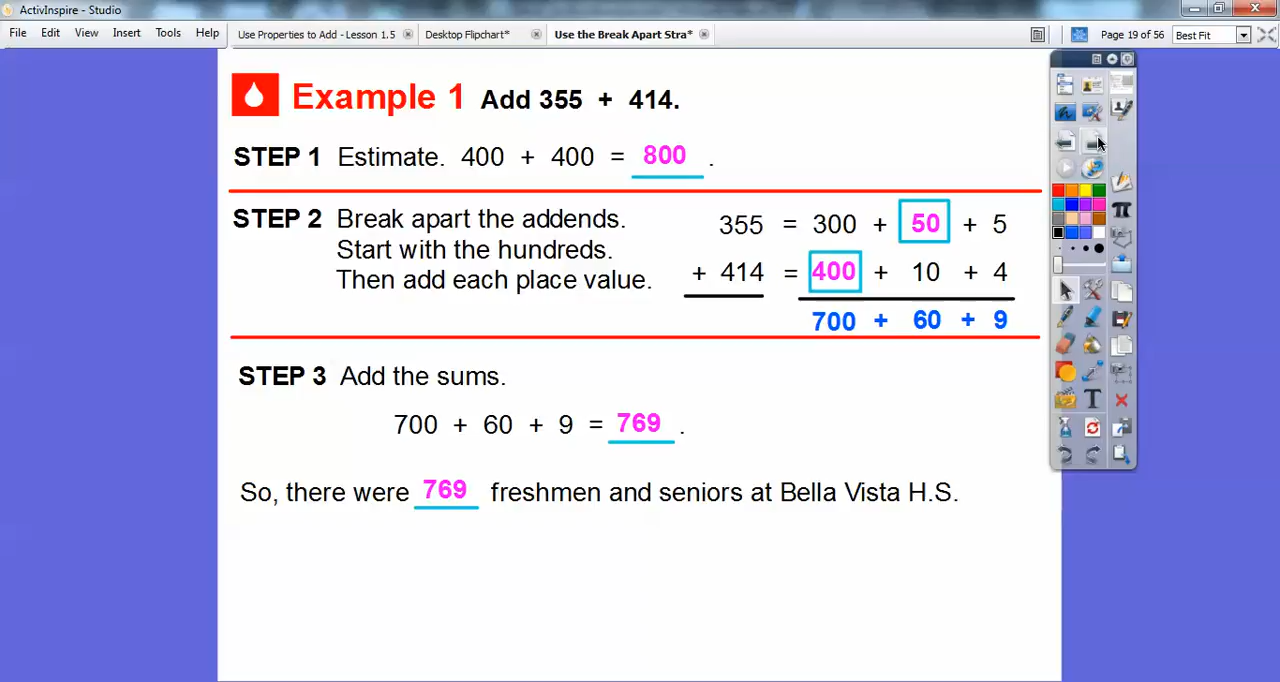 ActivInspire - Studio
File Edit View Insert Tools Help Use Properties to Add - Lesson 1.5 Desktop Flipchart* Use the Break Apart Stra* Page 19 of 56 Best Fit
Example 1 Add 355 + 414.
STEP 1 Estimate. 400 + 400 = 800 .
STEP 2 Break apart the addends. 355 = 300 + 50 + 5
Start with the hundreds.
+ 414 = 400 + 10 + 4
Then add each place value.
700 + 60 + 9
STEP 3 Add the sums.
700 + 60 + 9 = 769 .
So, there were 769 freshmen and seniors at Bella Vista H.S.